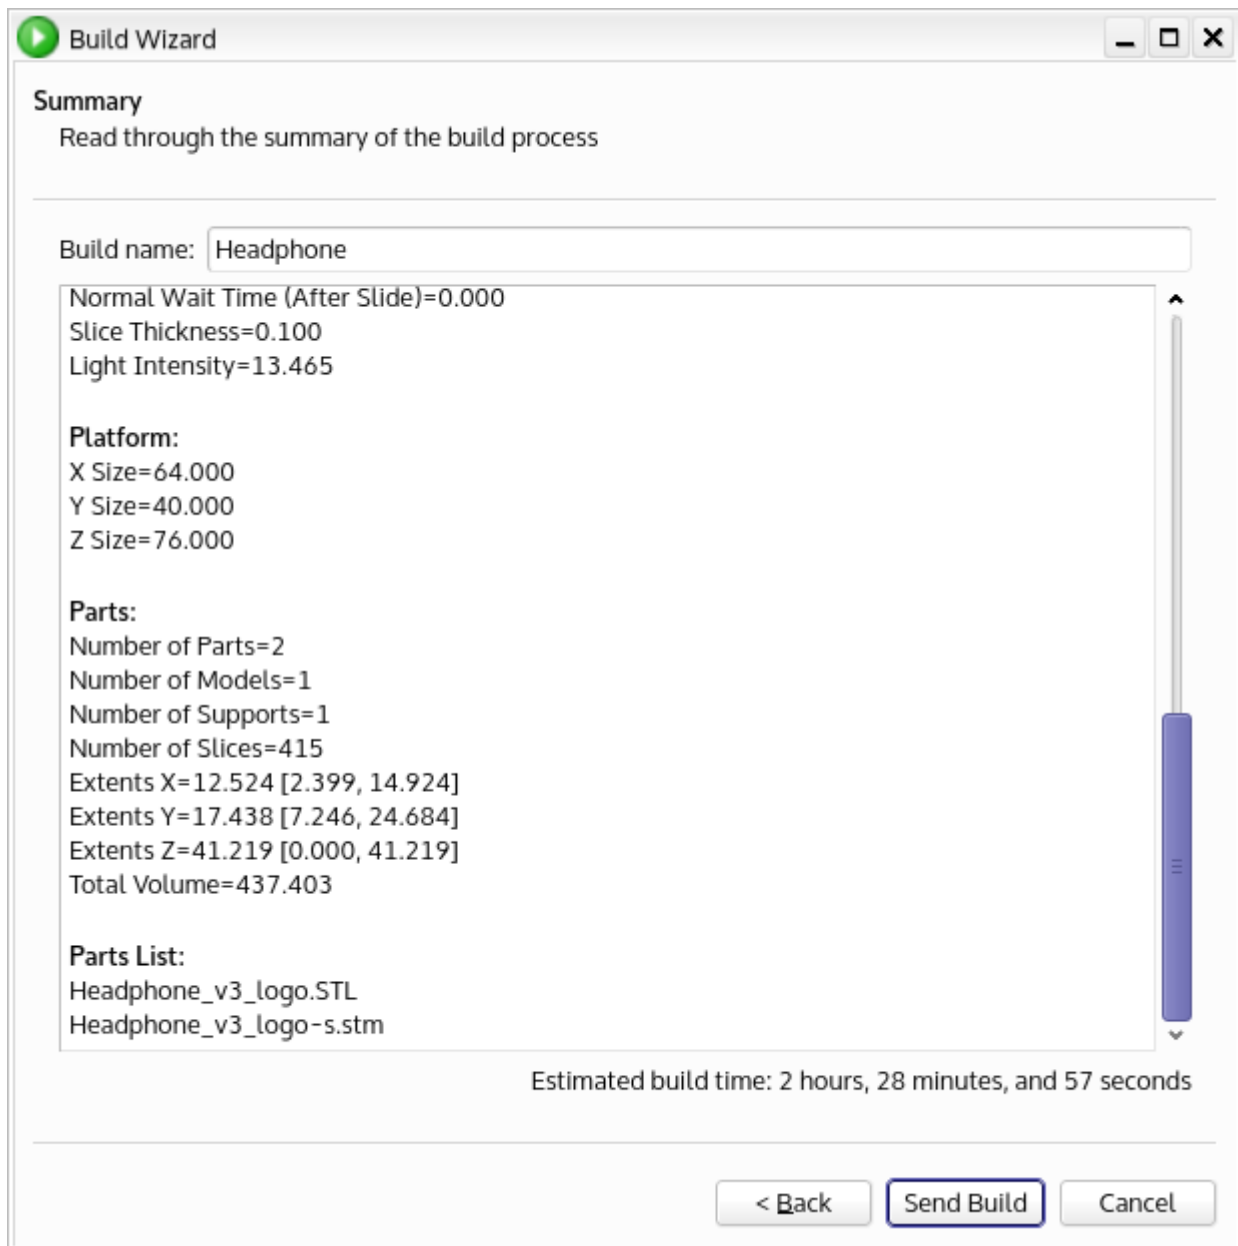 Build Wizard
Summary
Read through the summary of the build process
Build name: Headphone
Normal Wait Time (After Slide)=0.000
Slice Thickness=0.100
Light Intensity=13.465
Platform:
X Size=64.000
Y Size=40.000
Z Size=76.000
Parts:
Number of Parts=2
Number of Models=1
Number of Supports=1
Number of Slices=415
Extents X=12.524 [2.399, 14.924]
Extents Y=17.438 [7.246, 24.684]
Extents Z=41.219 [0.000, 41.219]
Total Volume=437.403
Parts List:
Headphone_v3_logo.STL
Headphone_v3_logo-s.stm
Estimated build time: 2 hours, 28 minutes, and 57 seconds
< Back Send Build Cancel